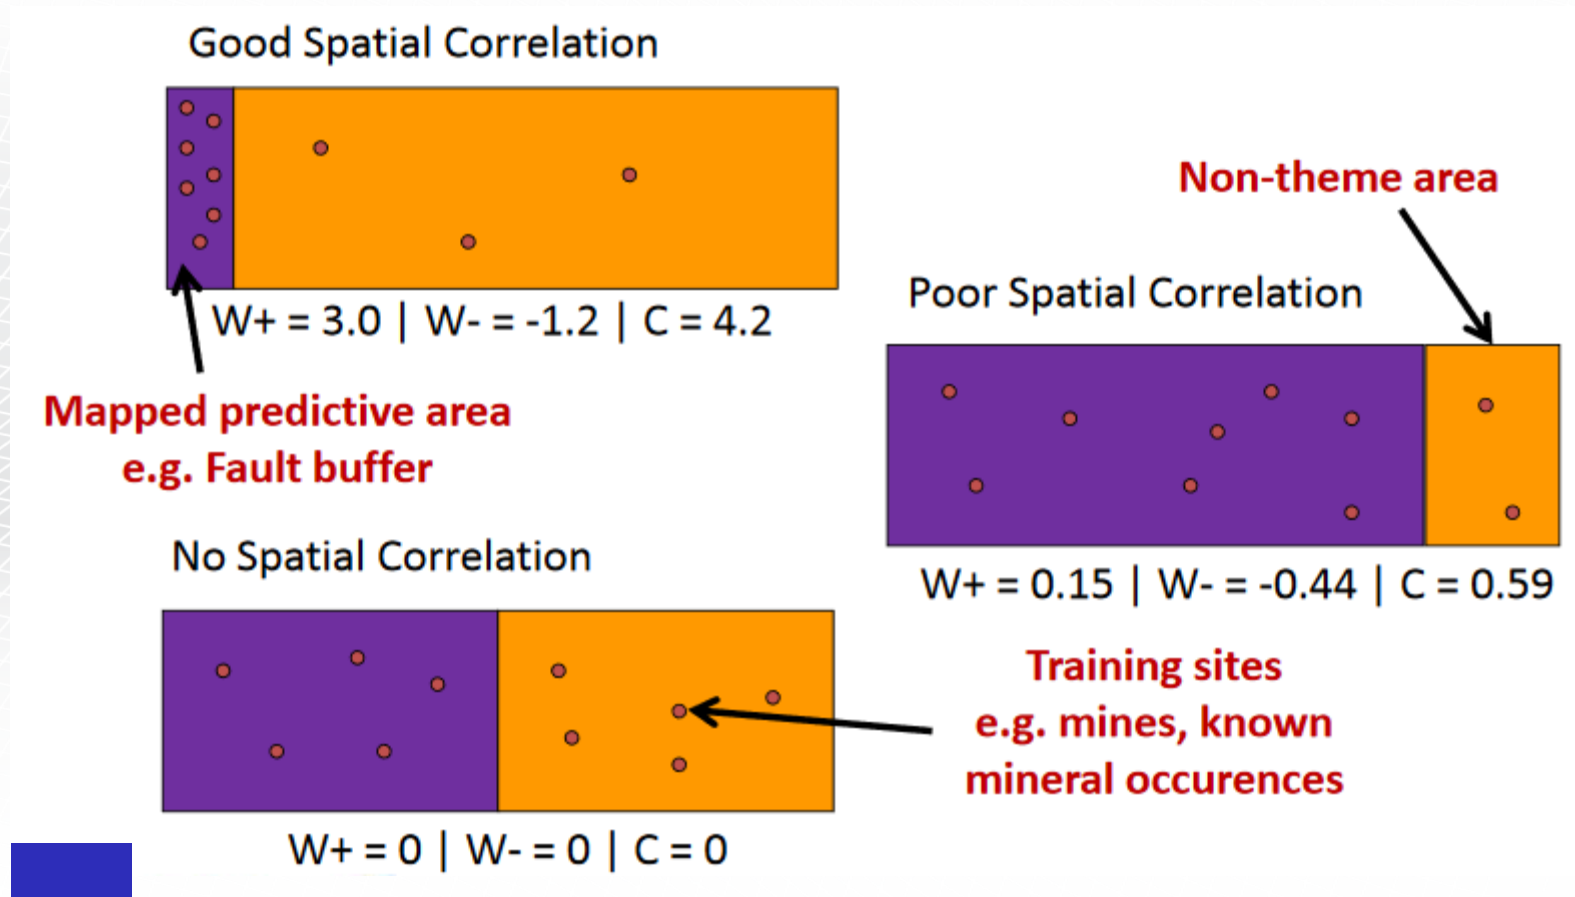 Good Spatial Correlation
W+ = 3.0 | W- = -1.2 | C = 4.2
Mapped predictive area
e.g. Fault buffer
Non-theme area
Poor Spatial Correlation
W+ = 0.15 | W- = -0.44 | C = 0.59
No Spatial Correlation
W+ = 0 | W- = 0 | C = 0
Training sites
e.g. mines, known
mineral occurences